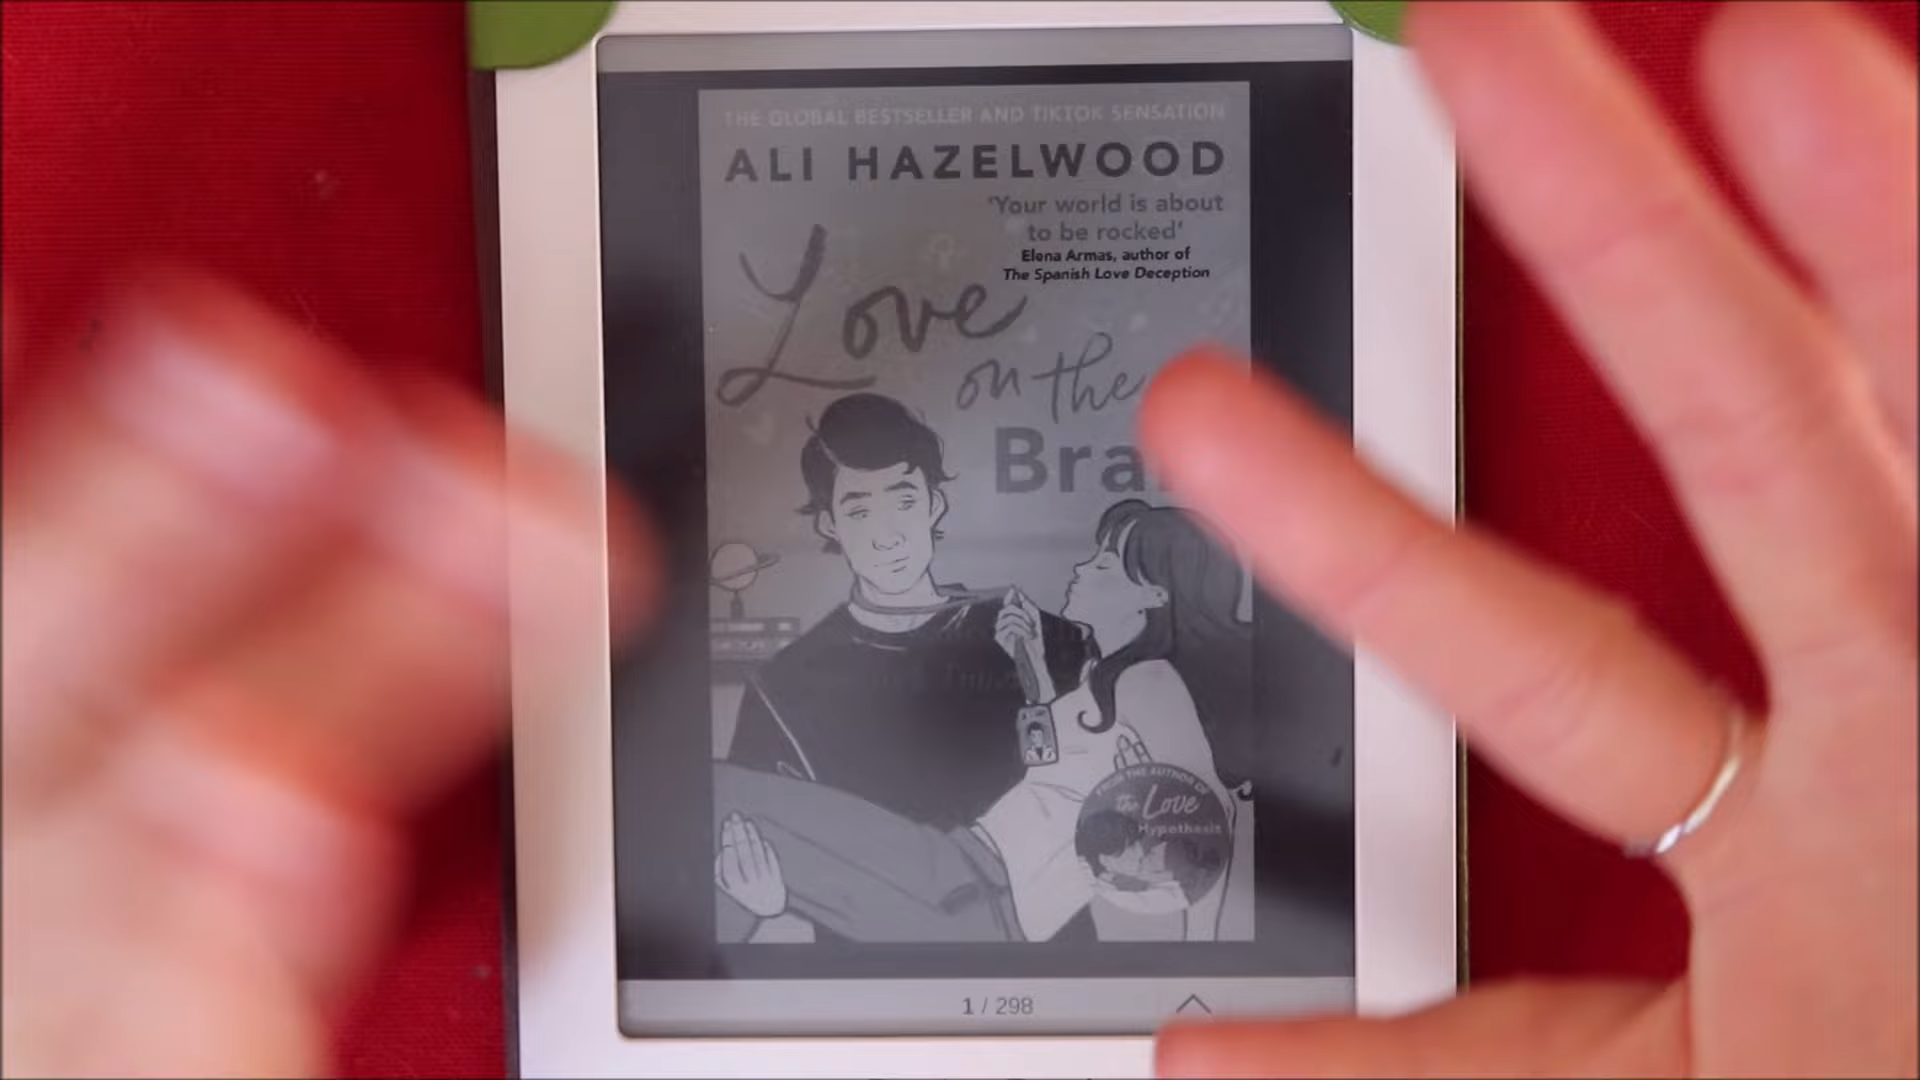 THE GLOBAL BESTSELLER AND TIKTOK SENSATION
ALI HAZELWOOD
'Your world is about
to be rocked'
Elena Armas, author of
The Spanish Love Deception
Love
on the
Bra
FROM THE AUTHOR OF
the Love
Hypothesis
1 / 298